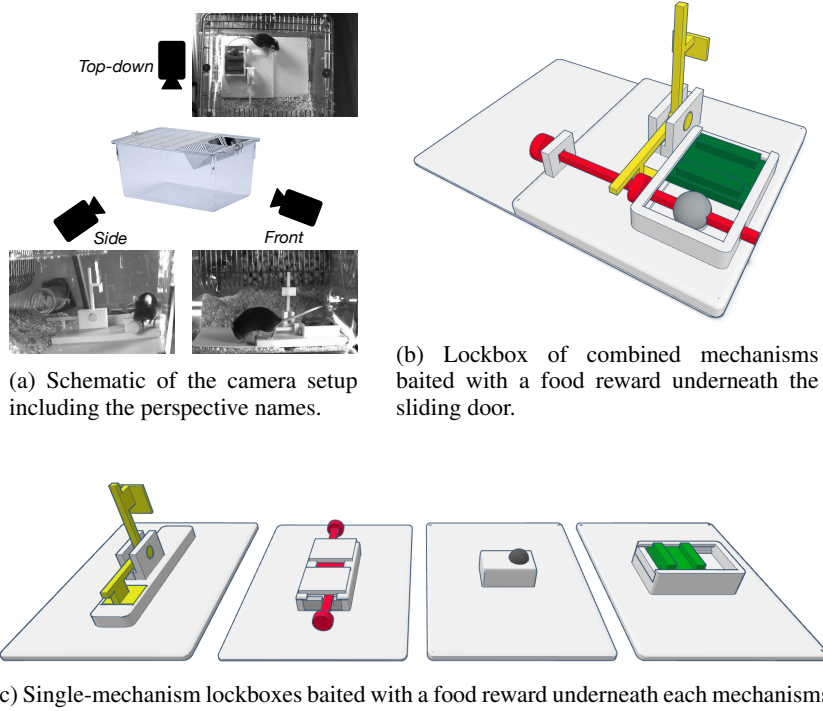 Top-down
Side
Front
(a) Schematic of the camera setup
including the perspective names.
(b) Lockbox of combined mechanisms
baited with a food reward underneath the
sliding door.
c) Single-mechanism lockboxes baited with a food reward underneath each mechanisms